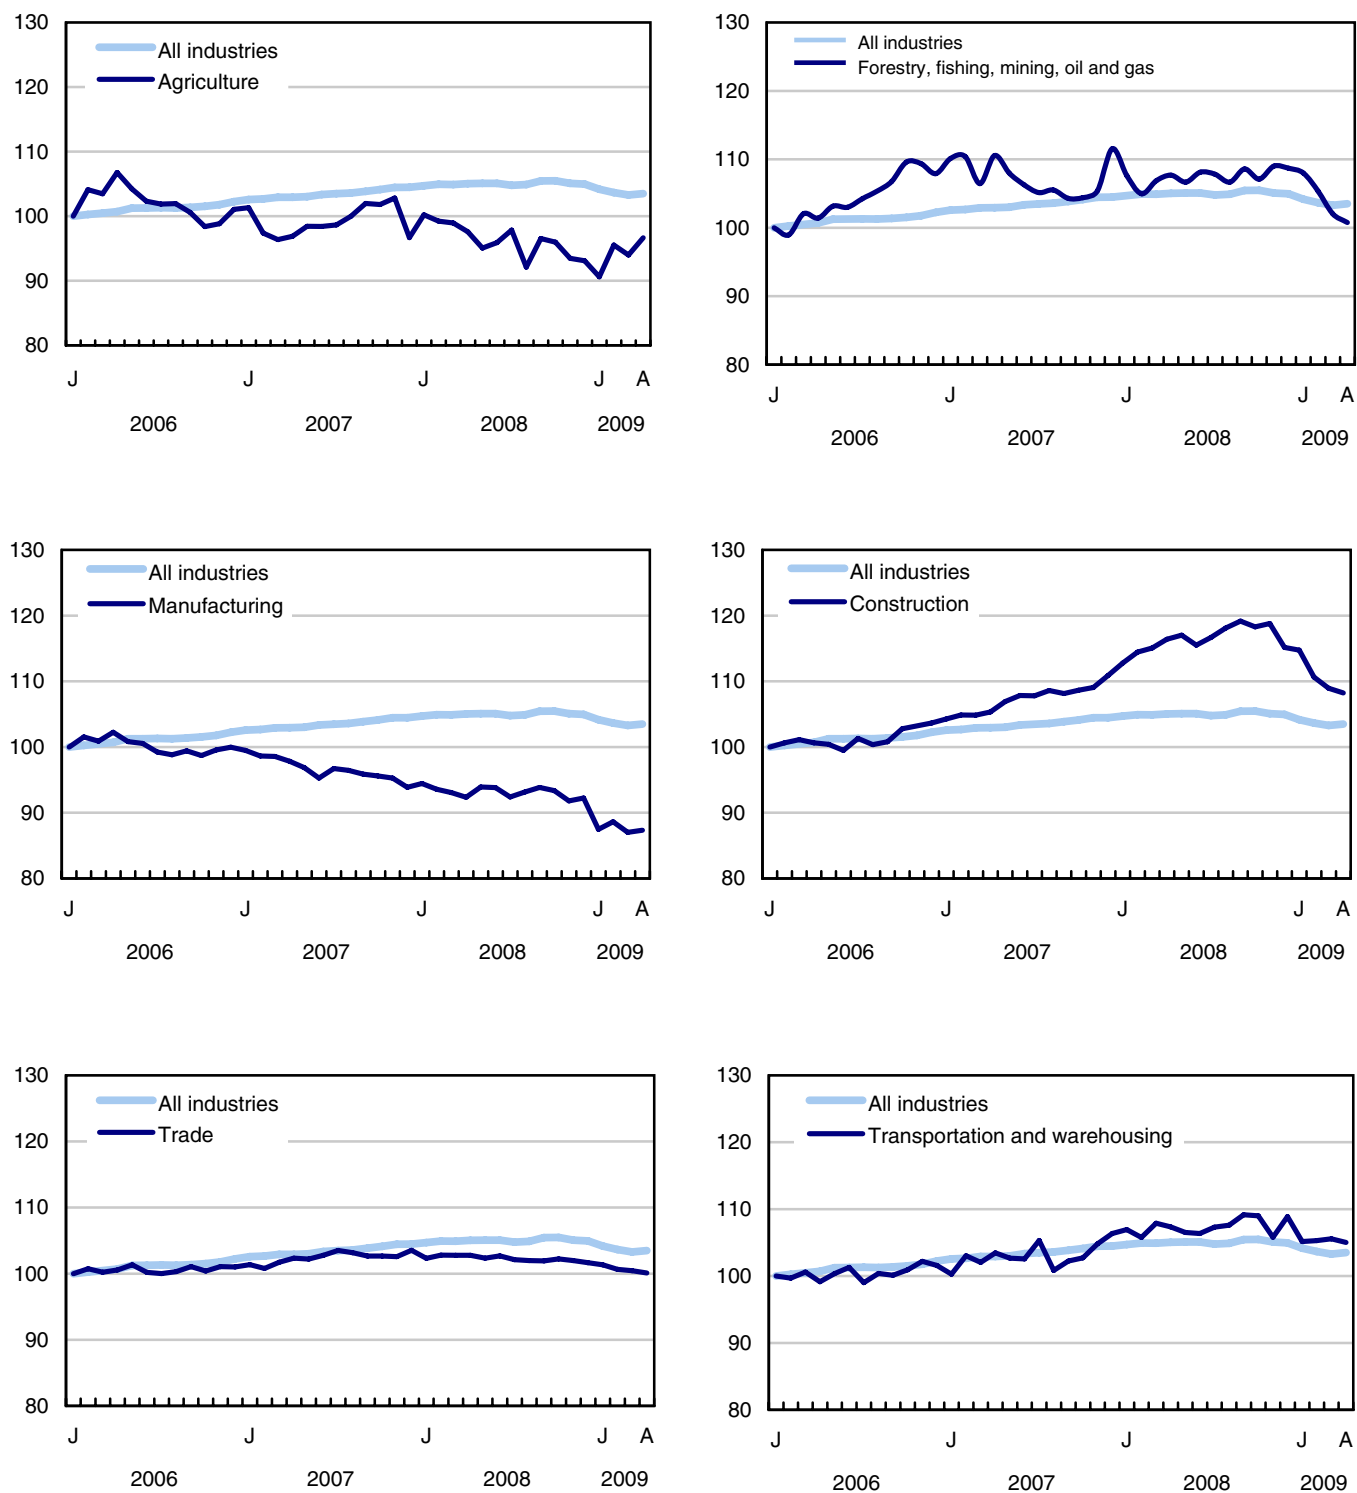 130
120
110
100
90
80
All industries
Agriculture
J J J J A
2006 2007 2008 2009
130
120
110
100
90
80
All industries
Forestry, fishing, mining, oil and gas
J J J J A
2006 2007 2008 2009
130
120
110
100
90
80
All industries
Manufacturing
J J J J A
2006 2007 2008 2009
130
120
110
100
90
80
All industries
Construction
J J J J A
2006 2007 2008 2009
130
120
110
100
90
80
All industries
Trade
J J J J A
2006 2007 2008 2009
130
120
110
100
90
80
All industries
Transportation and warehousing
J J J J A
2006 2007 2008 2009